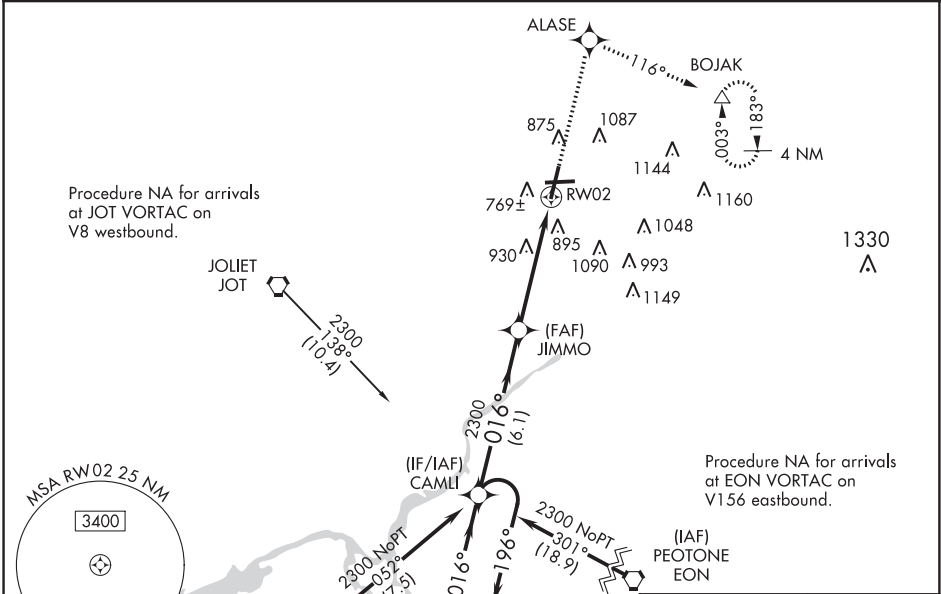 ALASE
116°
BOJAK
003°
183°
4 NM
875
1087
1144
1160
769±
RW02
Procedure NA for arrivals
at JOT VORTAC on
V8 westbound.
895
1048
930
1090
993
1149
1330
JOLIET
JOT
2300
138°
(10.4)
(FAF)
JIMMO
2300
016°
(6.1)
(IF/IAF)
CAMLI
Procedure NA for arrivals
at EON VORTAC on
V156 eastbound.
MSA RW02 25 NM
3400
2300 NoPT
052°
016°
196°
2300 NoPT
301°
(18.9)
(IAF)
PEOTONE
EON